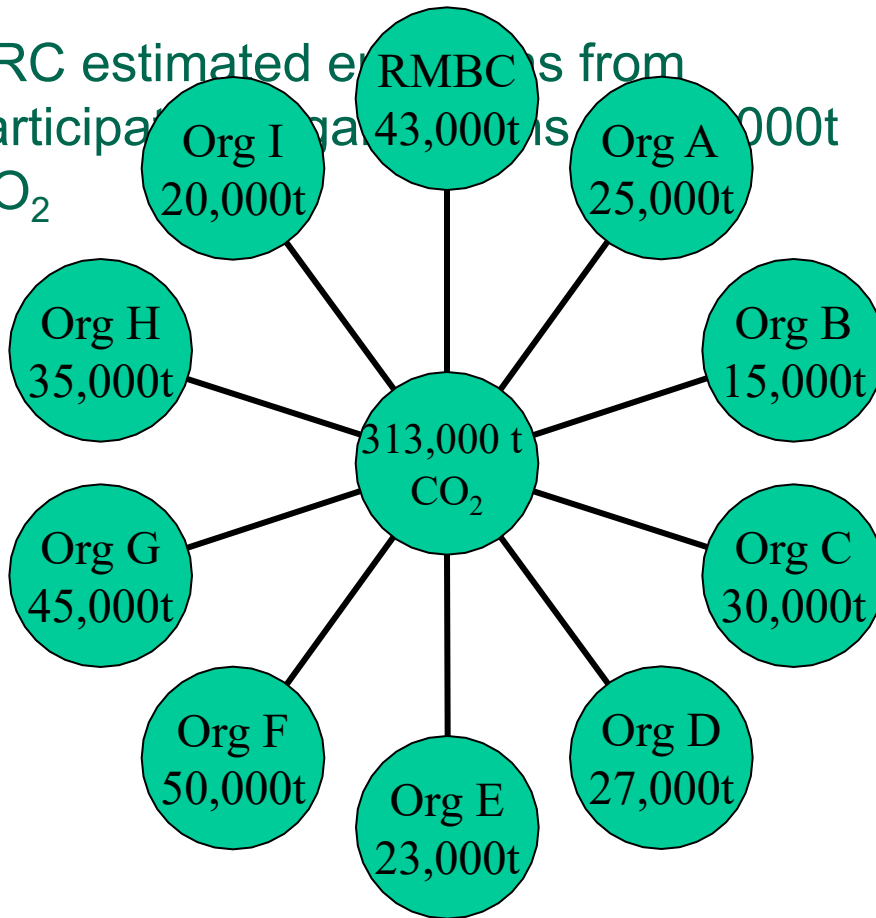 RC estimated from
000t
O₂
RMBC
43,000t
Org I
20,000t
Org A
25,000t
Org H
35,000t
Org B
15,000t
313,000 t
CO₂
Org G
45,000t
Org C
30,000t
Org F
50,000t
Org D
27,000t
Org E
23,000t